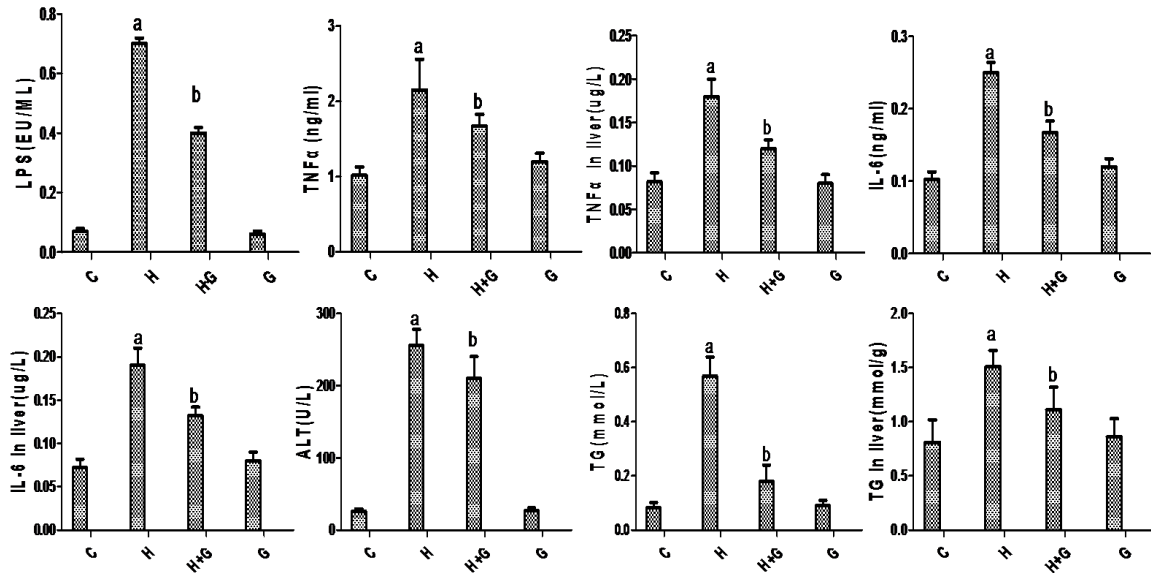 LPS(EU/ML)
0.8
0.6
0.4
0.2
0.0
a
b
C H H+G G
TNFα (ng/ml)
3
2
1
0
a
b
C H H+G G
TNFα In liver(ug/L)
0.25
0.20
0.15
0.10
0.05
0.00
a
b
C H H+G G
IL-6(ng/ml)
0.3
0.2
0.1
0.0
a
b
C H H+G G
IL-6 In liver(ug/L)
0.25
0.20
0.15
0.10
0.05
0.00
a
b
C H H+G G
ALT(U/L)
300
200
100
0
a
b
C H H+G G
TG(mmol/L)
0.8
0.6
0.4
0.2
0.0
a
b
C H H+G G
TG In liver(mmol/g)
2.0
1.5
1.0
0.5
0.0
a
b
C H H+G G